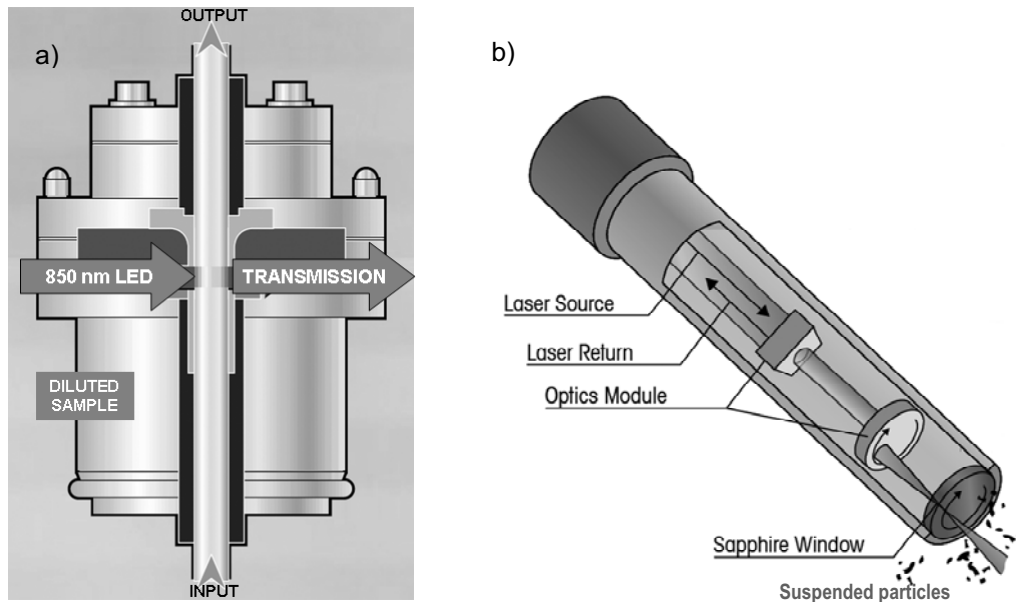 a)
OUTPUT
850 nm LED
TRANSMISSION
DILUTED
SAMPLE
INPUT
b)
Laser Source
Laser Return
Optics Module
Sapphire Window
Suspended particles